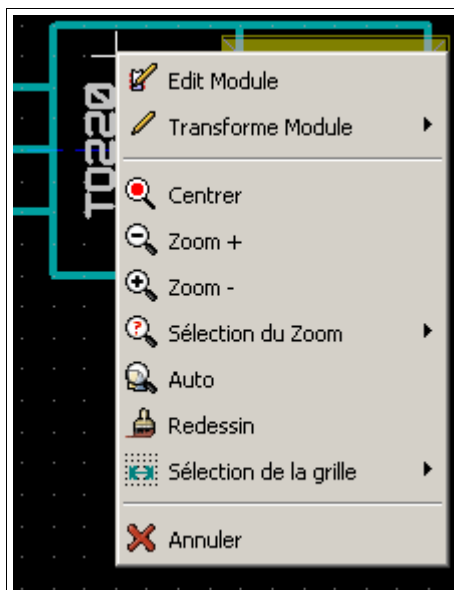 TO220
Edit Module
Transforme Module
Centrer
Zoom +
Zoom -
Sélection du Zoom
Auto
Redessin
Sélection de la grille
Annuler